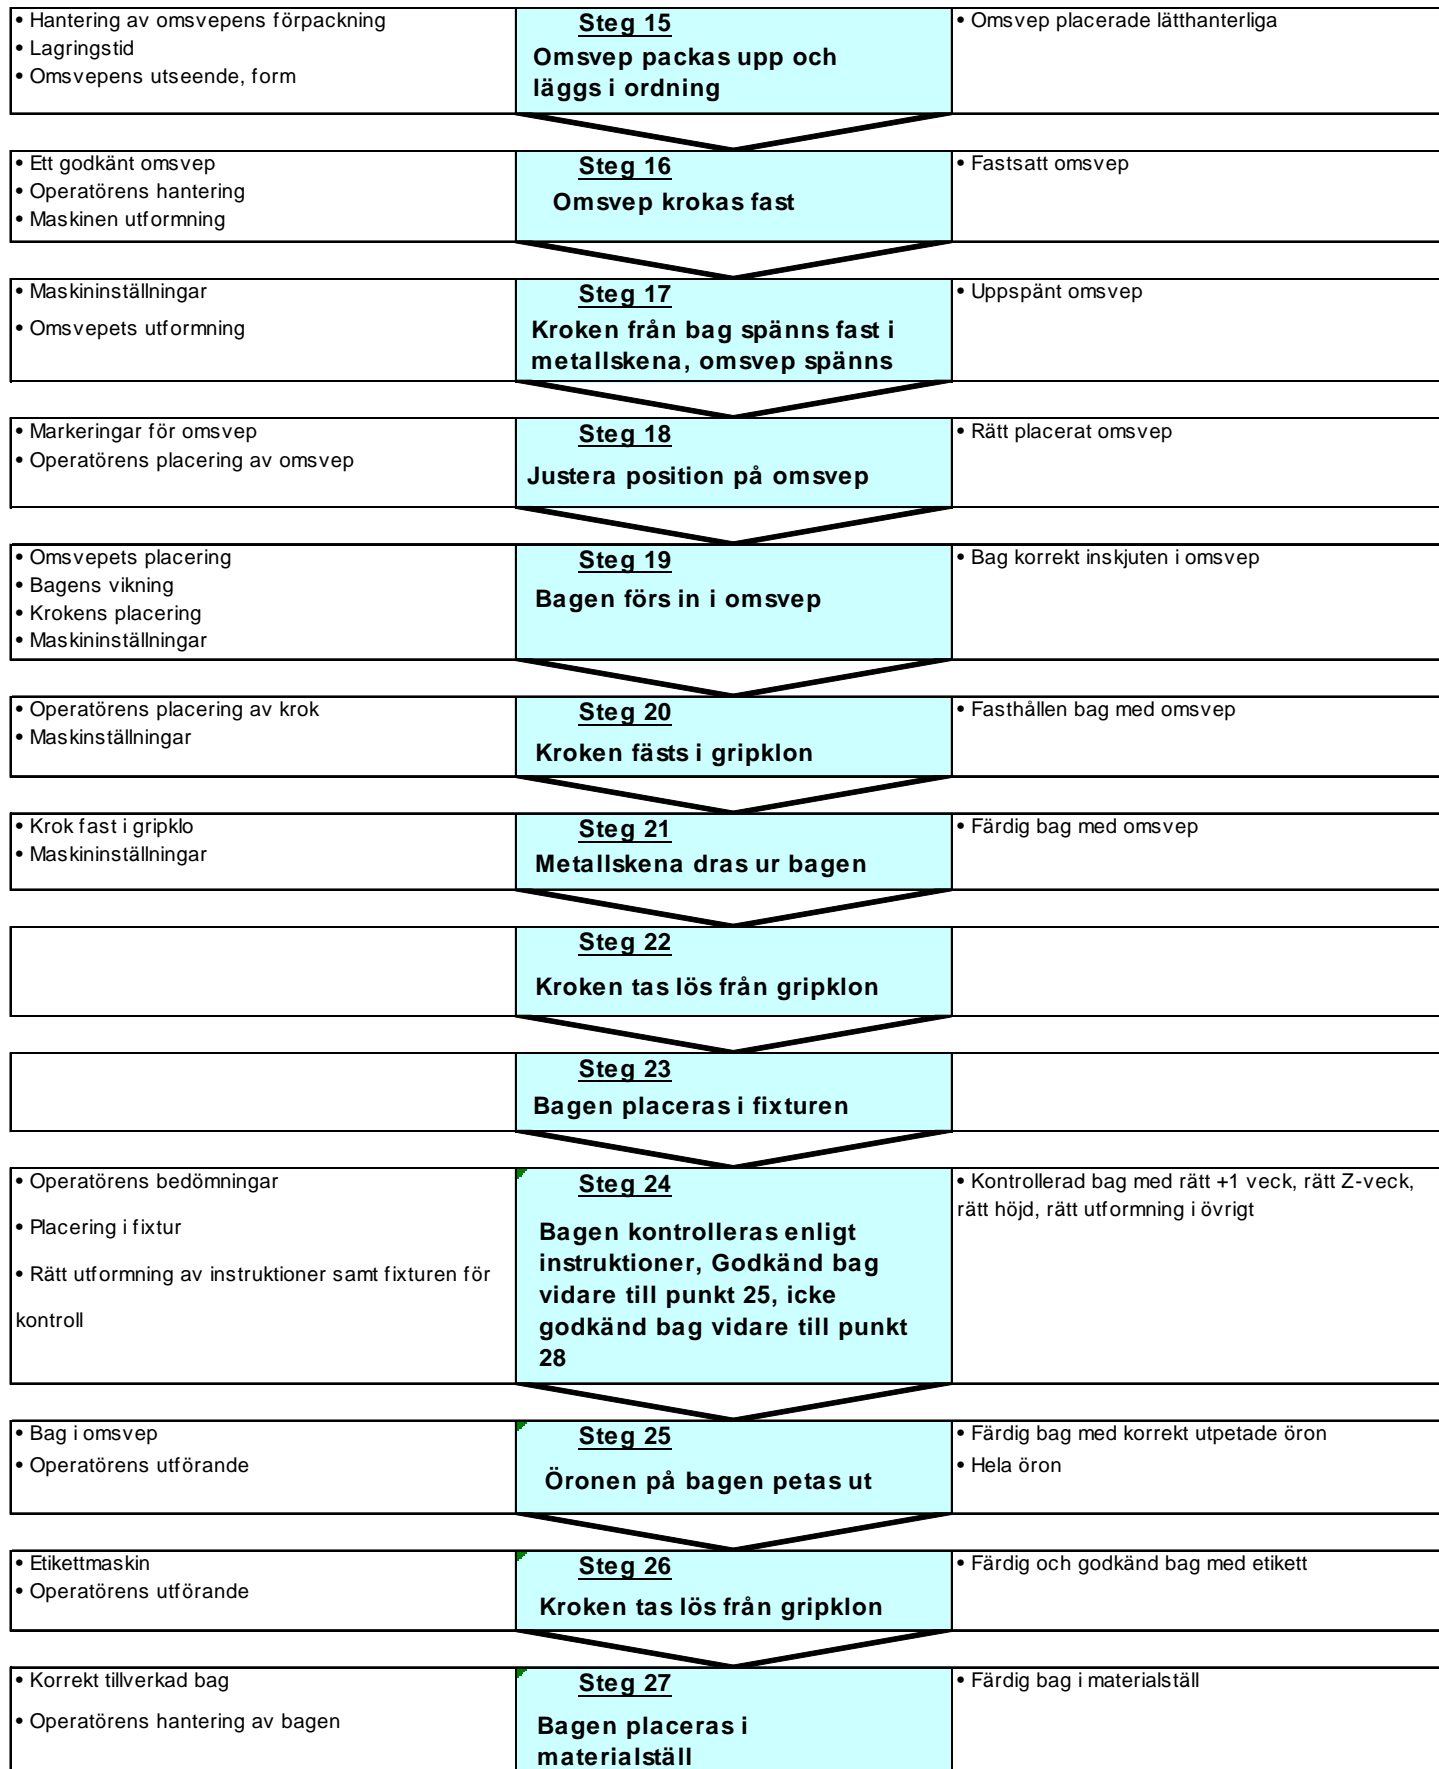 • Hantering av omsvepens förpackning
• Lagringstid
• Omsvepens utseende, form
Steg 15
Omsvep packas upp och
läggs i ordning
• Omsvep placerade lätthanterliga
• Ett godkänt omsvep
• Operatörens hantering
• Maskinen utformning
Steg 16
Omsvep krokas fast
• Fastsatt omsvep
• Maskininställningar
• Omsvepets utformning
Steg 17
Kroken från bag spänns fast i
metallskena, omsvep spänns
• Uppspänt omsvep
• Markeringar för omsvep
• Operatörens placering av omsvep
Steg 18
Justera position på omsvep
• Rätt placerat omsvep
• Omsvepets placering
• Bagens vikning
• Krokens placering
• Maskininställningar
Steg 19
Bagen förs in i omsvep
• Bag korrekt inskjuten i omsvep
• Operatörens placering av krok
• Maskinställningar
Steg 20
Kroken fästs i gripklon
• Fasthållen bag med omsvep
• Krok fast i gripklo
• Maskininställningar
Steg 21
Metallskena dras ur bagen
• Färdig bag med omsvep
Steg 22
Kroken tas lös från gripklon
Steg 23
Bagen placeras i fixturen
• Operatörens bedömningar
• Placering i fixtur
• Rätt utformning av instruktioner samt fixturen för
kontroll
Steg 24
Bagen kontrolleras enligt
instruktioner, Godkänd bag
vidare till punkt 25, icke
godkänd bag vidare till punkt
28
• Kontrollerad bag med rätt +1 veck, rätt Z-veck,
rätt höjd, rätt utformning i övrigt
• Bag i omsvep
• Operatörens utförande
Steg 25
Öronen på bagen petas ut
• Färdig bag med korrekt utpetade öron
• Hela öron
• Etikettmaskin
• Operatörens utförande
Steg 26
Kroken tas lös från gripklon
• Färdig och godkänd bag med etikett
• Korrekt tillverkad bag
• Operatörens hantering av bagen
Steg 27
Bagen placeras i
materialställ
• Färdig bag i materialställ